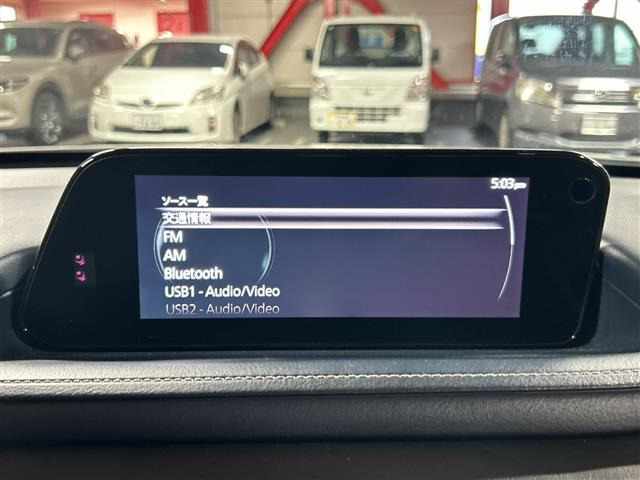 5:03pm
ソース一覧
交通情報
FM
AM
Bluetooth
USB1 - Audio/Video
USB2 - Audio/Video